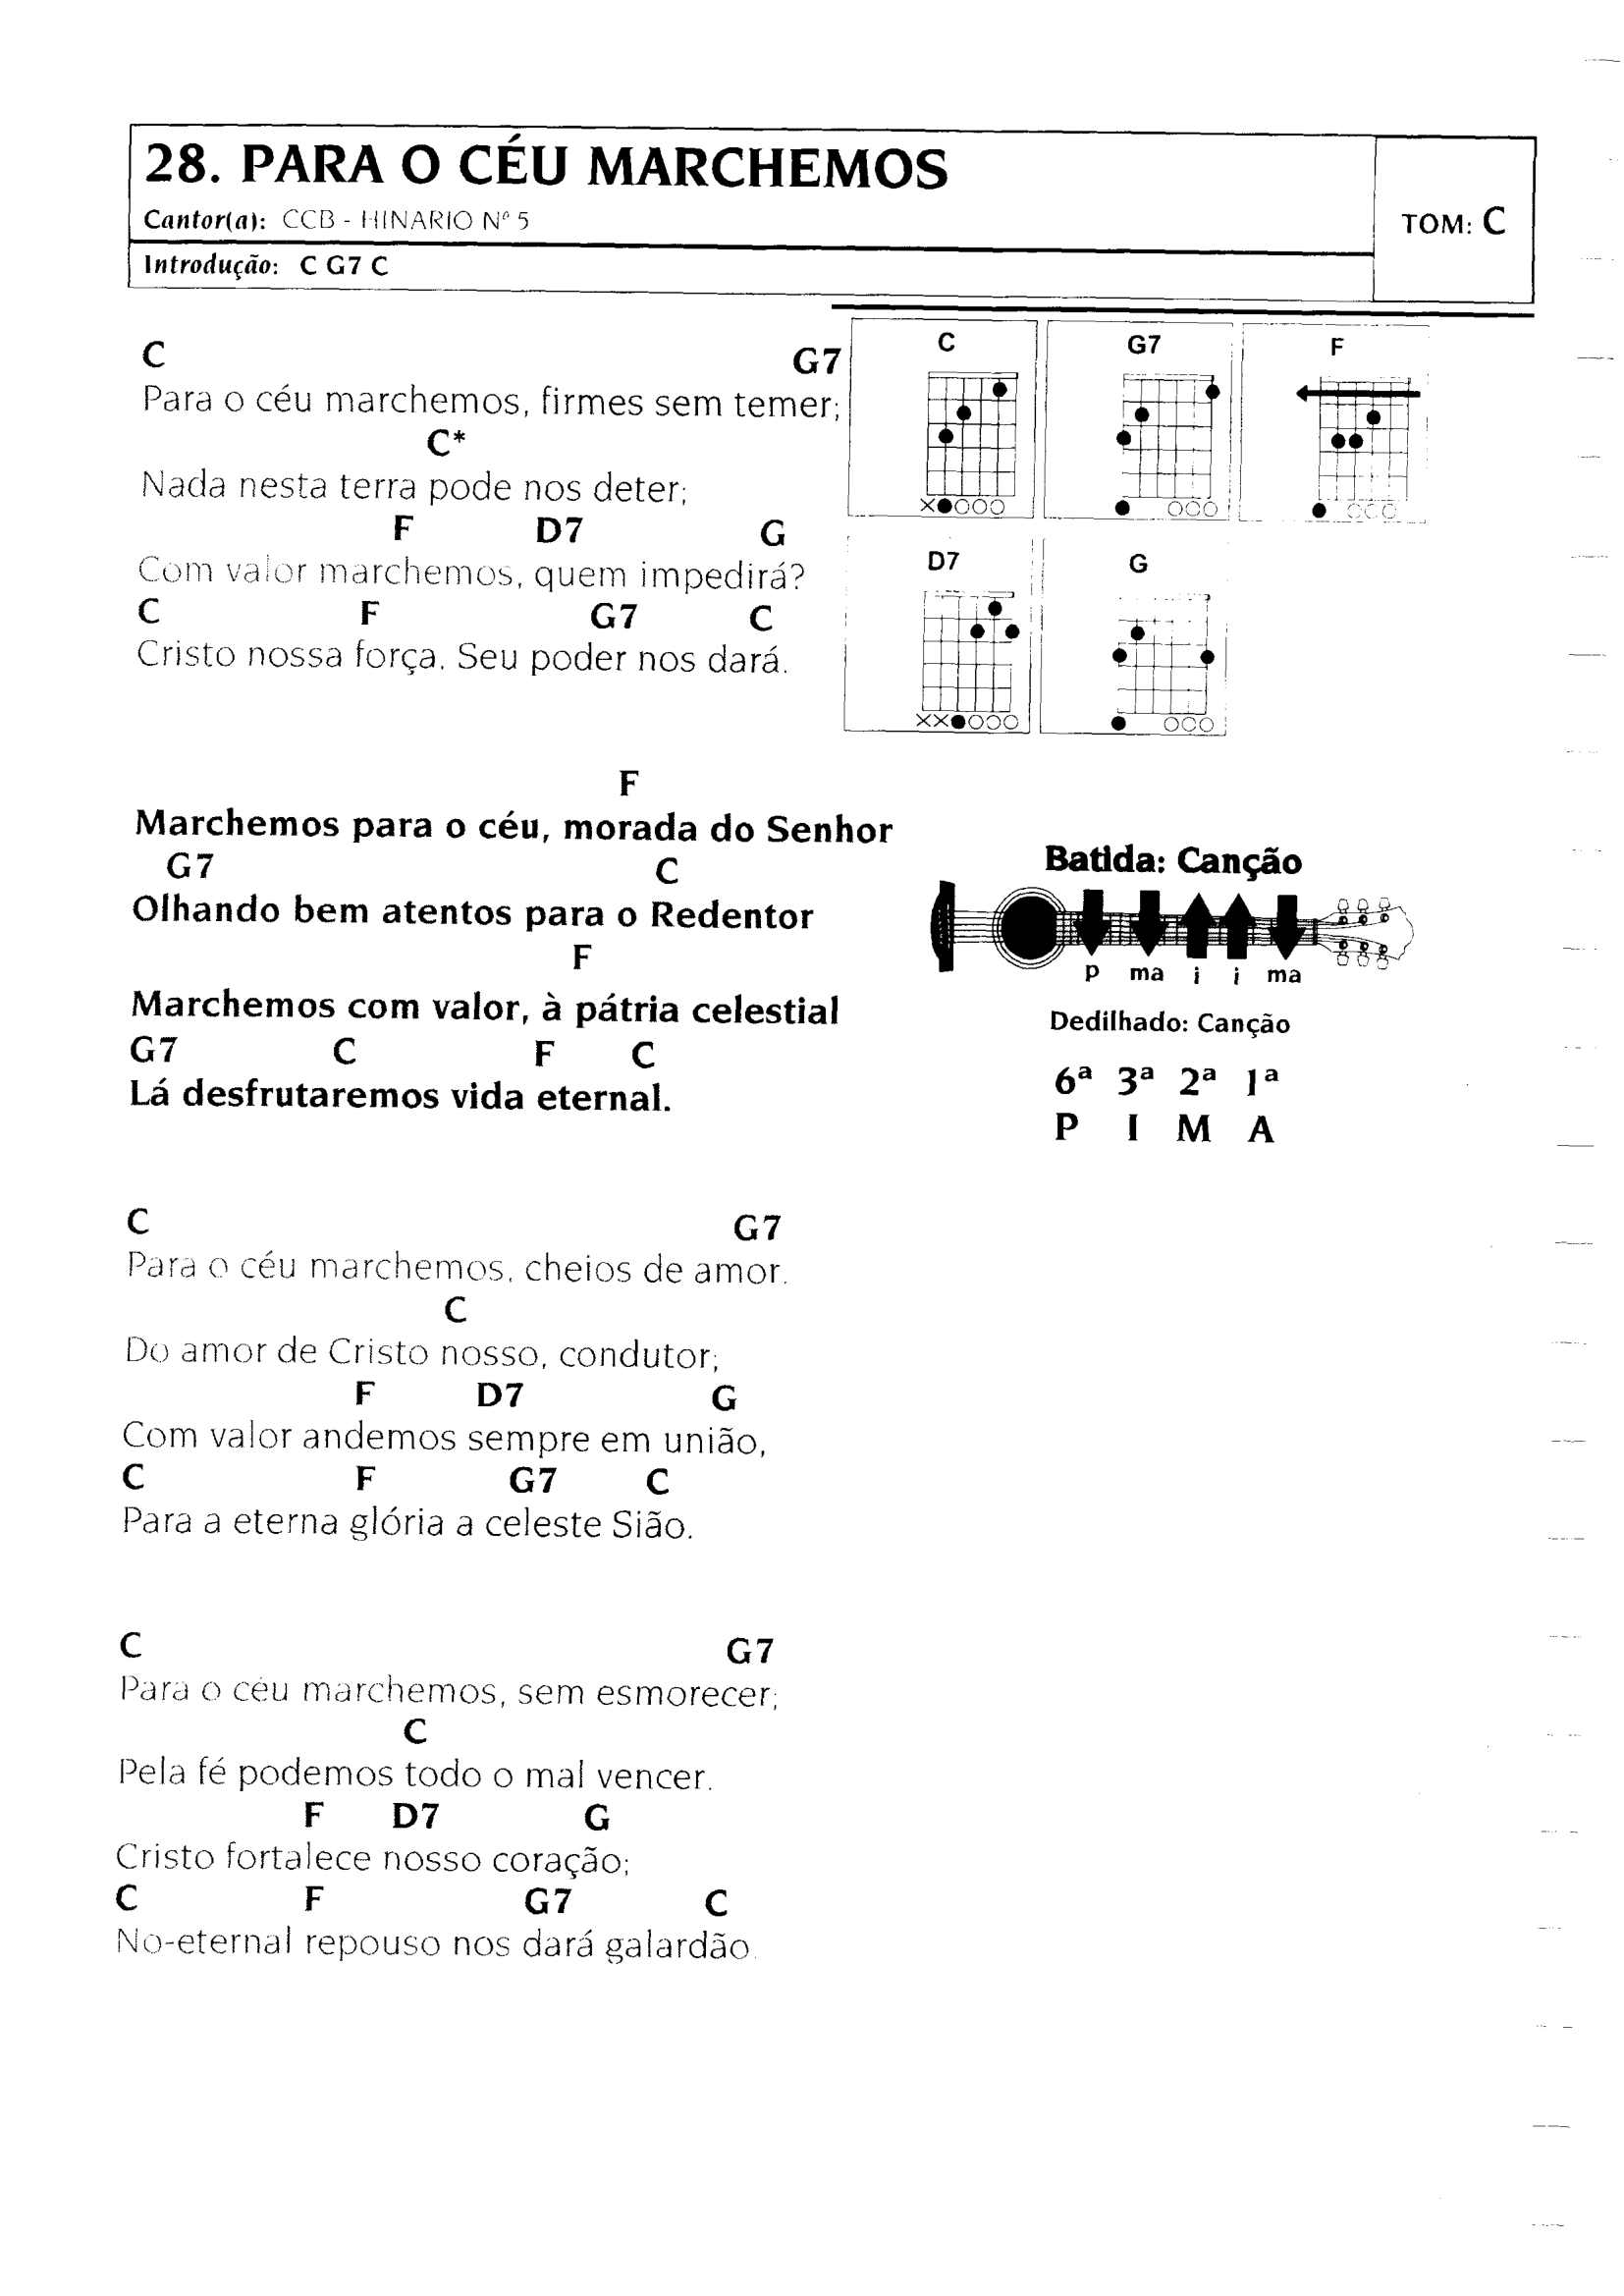 28. PARA O CÉU MARCHEMOS
Cantor(a): CCB - HINARIO Nº 5
TOM: C
Introdução: C G7 C
C G7
Para o céu marchemos, firmes sem temer;
C*
Nada nesta terra pode nos deter;
F D7 G
Com valor marchemos, quem impedirá?
C F G7 C
Cristo nossa força, Seu poder nos dará.
C G7 F
X●OOO ● OOO ● OOO
D7 G
XX●OOO ● OOO
F
Marchemos para o céu, morada do Senhor
G7 C
Olhando bem atentos para o Redentor
F
Marchemos com valor, à pátria celestial
G7 C F C
Lá desfrutaremos vida eternal.
Batida: Canção
p ma i i ma
Dedilhado: Canção
6ª 3ª 2ª 1ª
P I M A
C G7
Para o céu marchemos, cheios de amor.
C
Do amor de Cristo nosso, condutor;
F D7 G
Com valor andemos sempre em união,
C F G7 C
Para a eterna glória a celeste Sião.
C G7
Para o céu marchemos, sem esmorecer;
C
Pela fé podemos todo o mal vencer.
F D7 G
Cristo fortalece nosso coração;
C F G7 C
No-eternal repouso nos dará galardão.